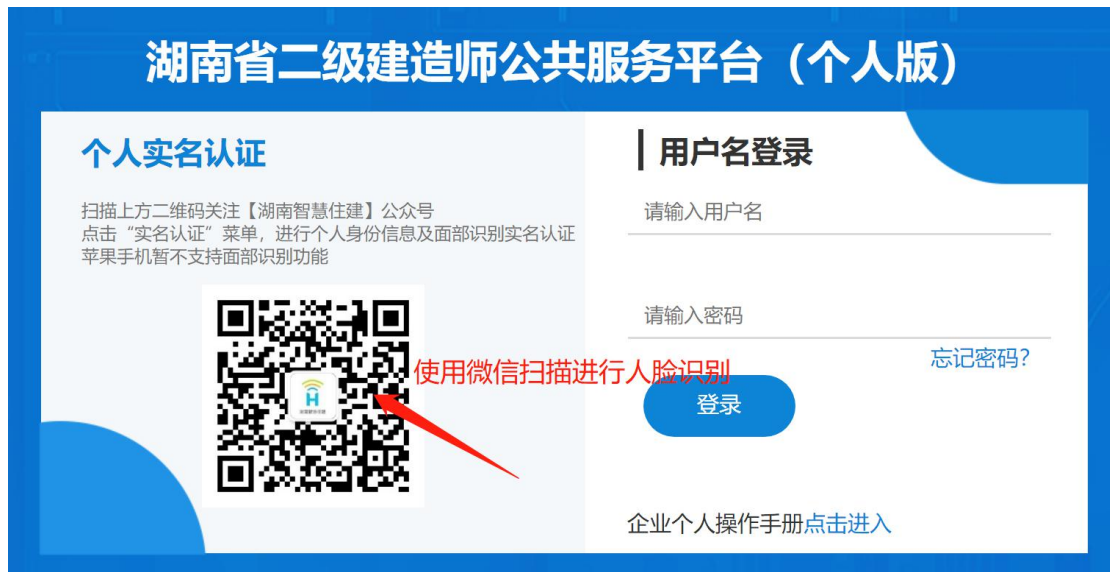 湖南省二级建造师公共服务平台（个人版）
个人实名认证
扫描上方二维码关注【湖南智慧住建】公众号
点击“实名认证”菜单，进行个人身份信息及面部识别实名认证
苹果手机暂不支持面部识别功能
使用微信扫描进行人脸识别
用户名登录
请输入用户名
请输入密码
忘记密码?
登录
企业个人操作手册点击进入